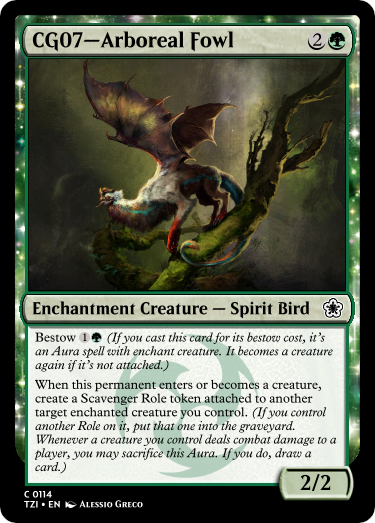 CG07—Arboreal Fowl 2
Enchantment Creature — Spirit Bird
Bestow 1 (If you cast this card for its bestow cost, it's
an Aura spell with enchant creature. It becomes a creature
again if it's not attached.)
When this permanent enters or becomes a creature,
create a Scavenger Role token attached to another
target enchanted creature you control. (If you control
another Role on it, put that one into the graveyard.
Whenever a creature you control deals combat damage to a
player, you may sacrifice this Aura. If you do, draw a
card.)
2/2
C 0114
TZI • EN Alessio Greco